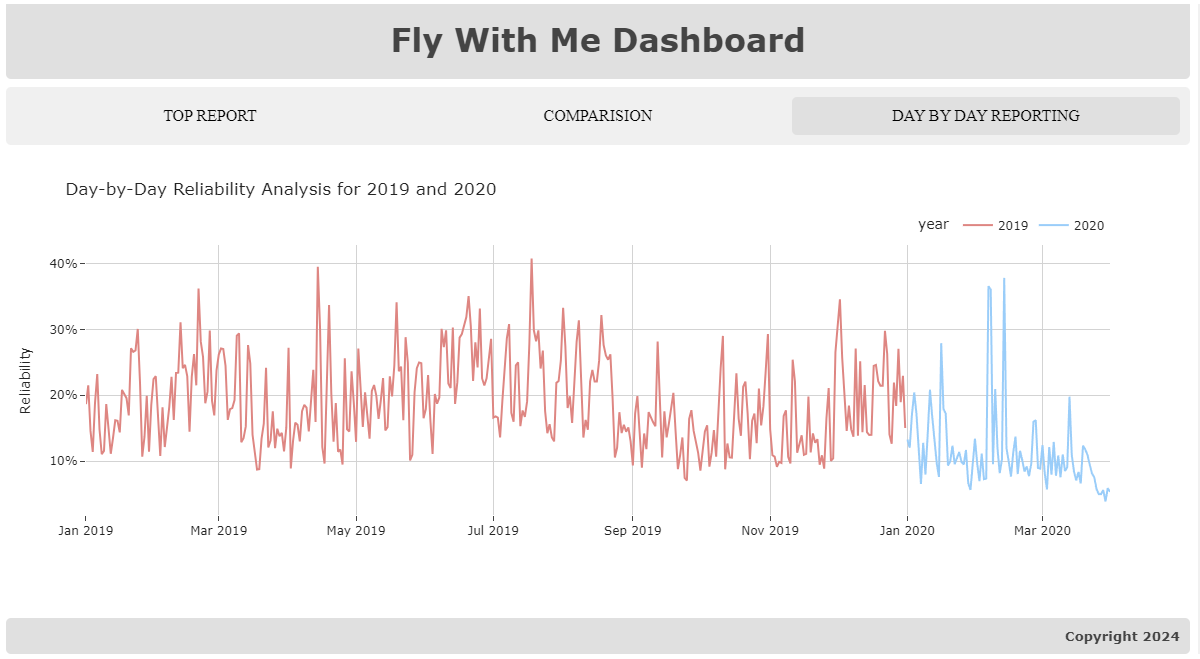 Fly With Me Dashboard
TOP REPORT COMPARISION DAY BY DAY REPORTING
Day-by-Day Reliability Analysis for 2019 and 2020
year 2019 2020
Reliability
40%
30%
20%
10%
Jan 2019 Mar 2019 May 2019 Jul 2019 Sep 2019 Nov 2019 Jan 2020 Mar 2020
Copyright 2024